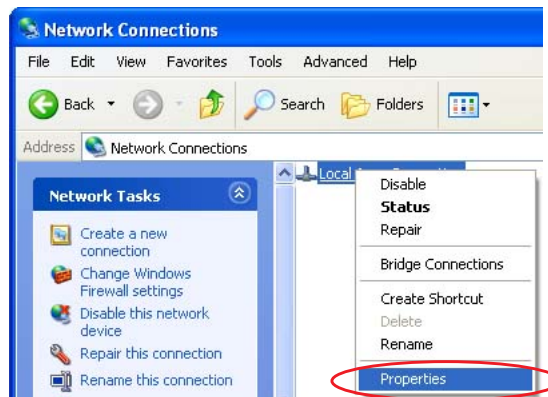 Network Connections
File Edit View Favorites Tools Advanced Help
Back Search Folders
Address Network Connections
Network Tasks
Create a new
connection
Change Windows
Firewall settings
Disable this network
device
Repair this connection
Rename this connection
Local
Disable
Status
Repair
Bridge Connections
Create Shortcut
Delete
Rename
Properties